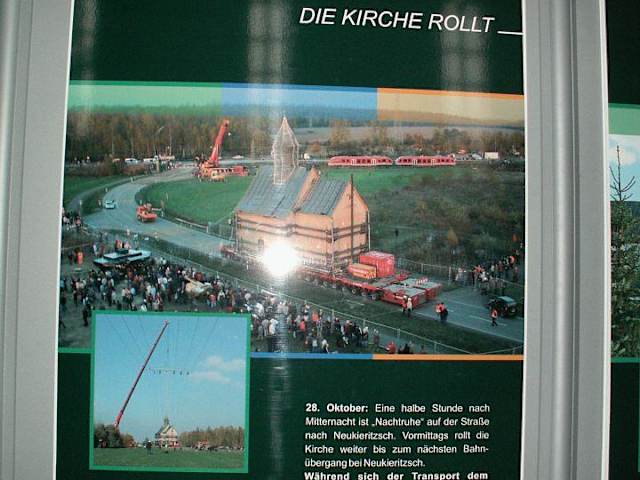 DIE KIRCHE ROLLT
28. Oktober: Eine halbe Stunde nach
Mitternacht ist „Nachtruhe" auf der Straße
nach Neukieritzsch. Vormittags rollt die
Kirche weiter bis zum nächsten Bahn-
übergang bei Neukieritzsch.
Während sich der Transport dem